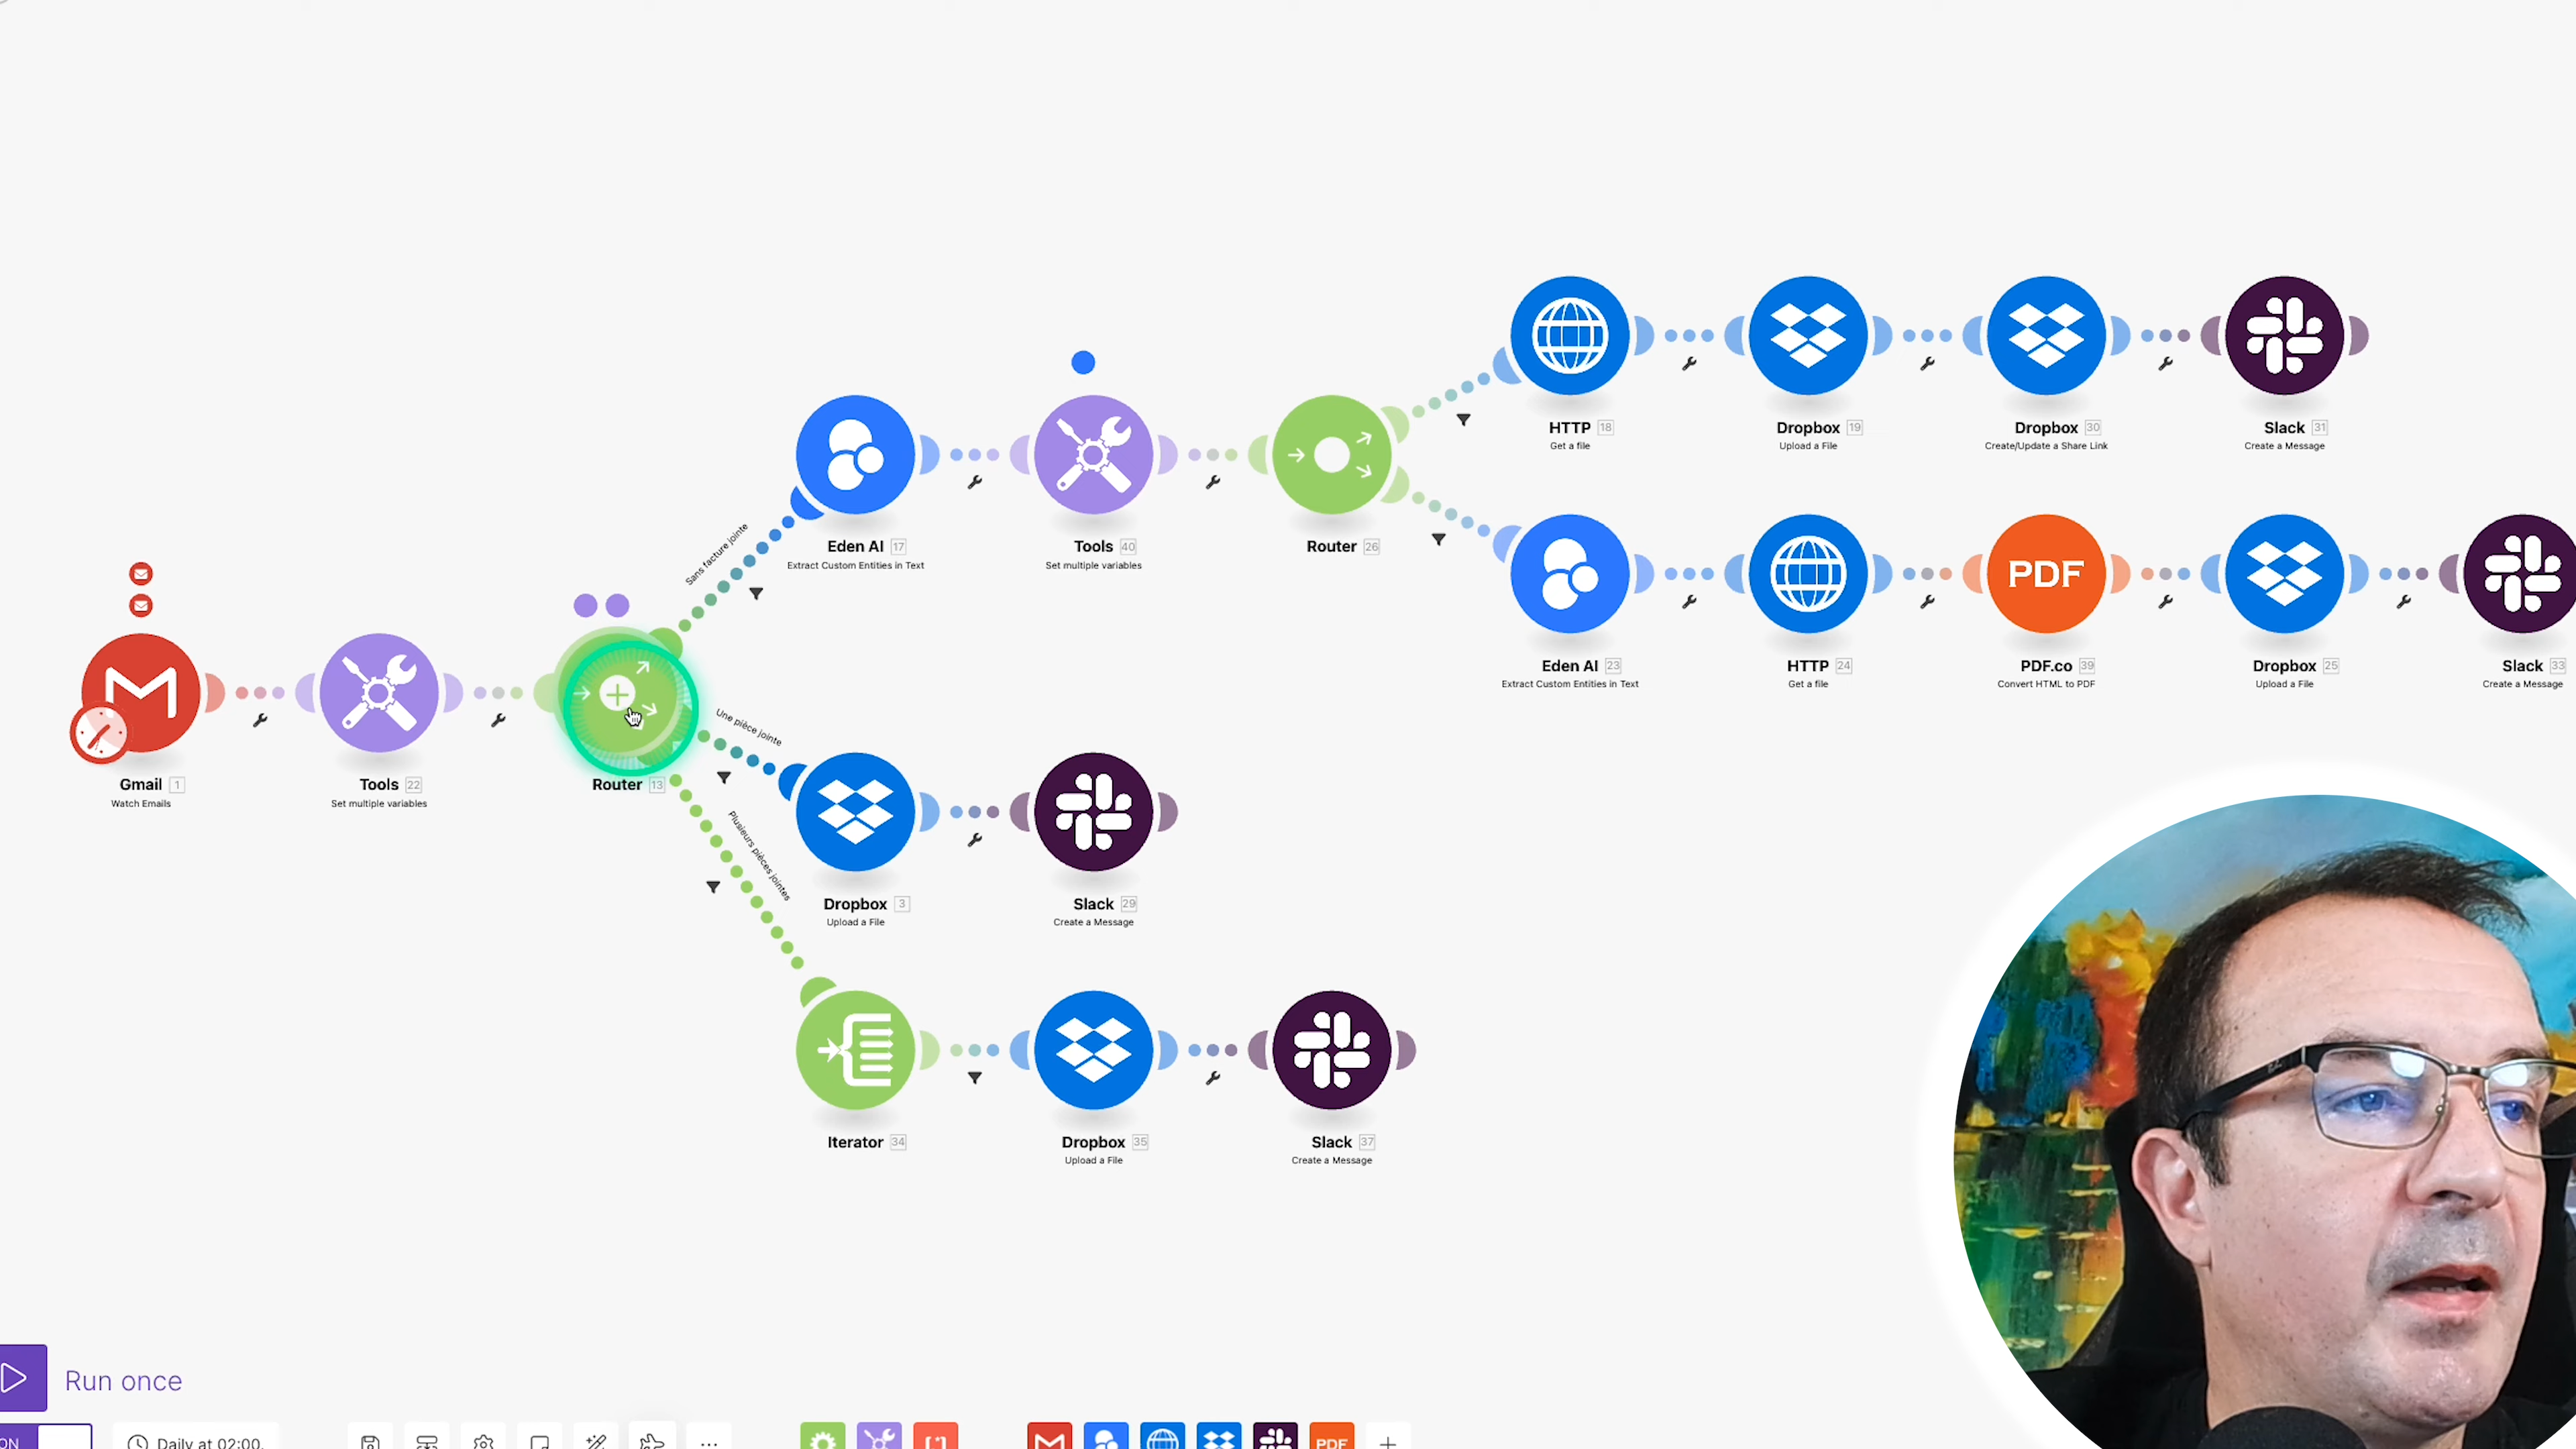 HTTP 18
Get a file
Dropbox 19
Upload a File
Dropbox 30
Create/Update a Share Link
Slack 31
Create a Message
Eden AI 17
Extract Custom Entities in Text
Tools 40
Set multiple variables
Router 26
Sans facture jointe
PDF
Eden AI 23
Extract Custom Entities in Text
HTTP 24
Get a file
PDF.co 39
Convert HTML to PDF
Dropbox 25
Upload a File
Slack 33
Create a Message
Gmail 1
Watch Emails
Tools 22
Set multiple variables
Router 13
Une pièce jointe
Plusieurs pièces jointes
Dropbox 3
Upload a File
Slack 29
Create a Message
Iterator 34
Dropbox 35
Upload a File
Slack 37
Create a Message
Run once
ON
Daily at 02:00.
PDF